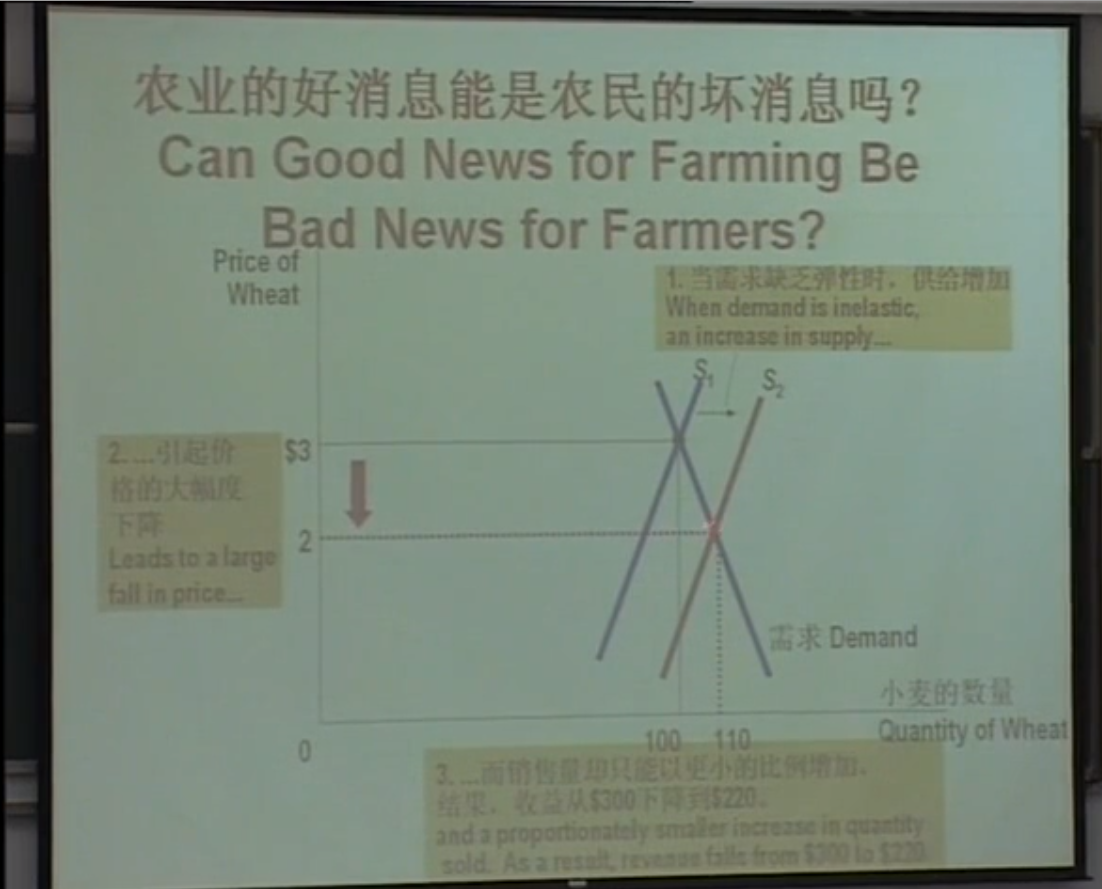 农业的好消息能是农民的坏消息吗?
Can Good News for Farming Be
Bad News for Farmers?
Price of
Wheat
1. 当需求缺乏弹性时，供给增加
When demand is inelastic,
an increase in supply...
S1
S2
2. ...引起价
格的大幅度
下降
Leads to a large
fall in price...
$3
2
需求 Demand
小麦的数量
Quantity of Wheat
0
100
110
3. ...而销售量却只能以更小的比例增加.
结果，收益从$300下降到$220。
and a proportionately smaller increase in quantity
sold. As a result, revenue falls from $300 to $220.